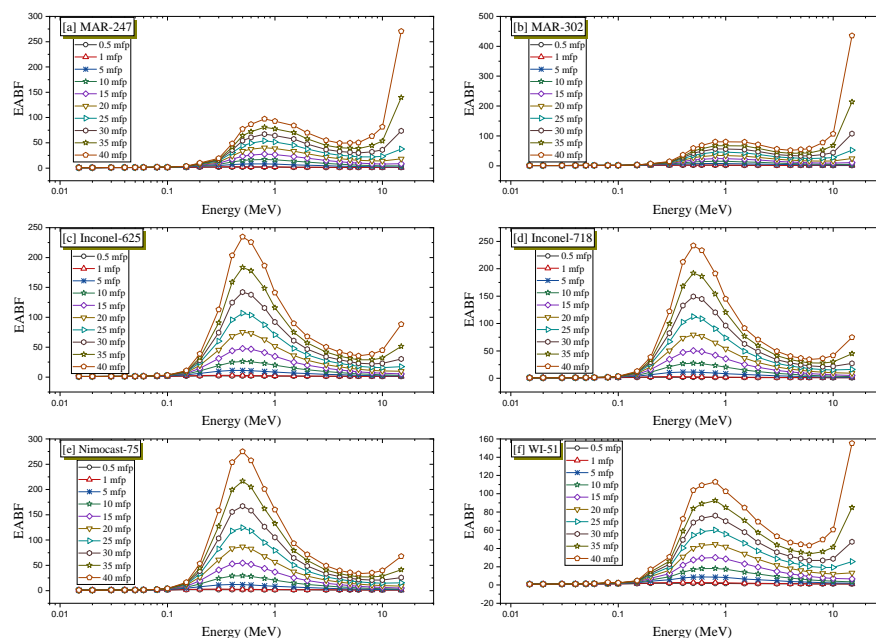 [a] MAR-247
0.5 mfp
1 mfp
5 mfp
10 mfp
15 mfp
20 mfp
25 mfp
30 mfp
35 mfp
40 mfp
300
250
200
150
100
50
0
EABF
0.01
0.1
1
10
Energy (MeV)
[b] MAR-302
0.5 mfp
1 mfp
5 mfp
10 mfp
15 mfp
20 mfp
25 mfp
30 mfp
35 mfp
40 mfp
500
400
300
200
100
0
EABF
0.01
0.1
1
10
Energy (MeV)
[c] Inconel-625
0.5 mfp
1 mfp
5 mfp
10 mfp
15 mfp
20 mfp
25 mfp
30 mfp
35 mfp
40 mfp
250
200
150
100
50
0
EABF
0.01
0.1
1
10
Energy (MeV)
[d] Inconel-718
0.5 mfp
1 mfp
5 mfp
10 mfp
15 mfp
20 mfp
25 mfp
30 mfp
35 mfp
40 mfp
250
200
150
100
50
0
EABF
0.01
0.1
1
10
Energy (MeV)
[e] Nimocast-75
0.5 mfp
1 mfp
5 mfp
10 mfp
15 mfp
20 mfp
25 mfp
30 mfp
35 mfp
40 mfp
300
250
200
150
100
50
0
EABF
0.01
0.1
1
10
Energy (MeV)
[f] WI-51
0.5 mfp
1 mfp
5 mfp
10 mfp
15 mfp
20 mfp
25 mfp
30 mfp
35 mfp
40 mfp
160
140
120
100
80
60
40
20
0
-20
EABF
0.01
0.1
1
10
Energy (MeV)